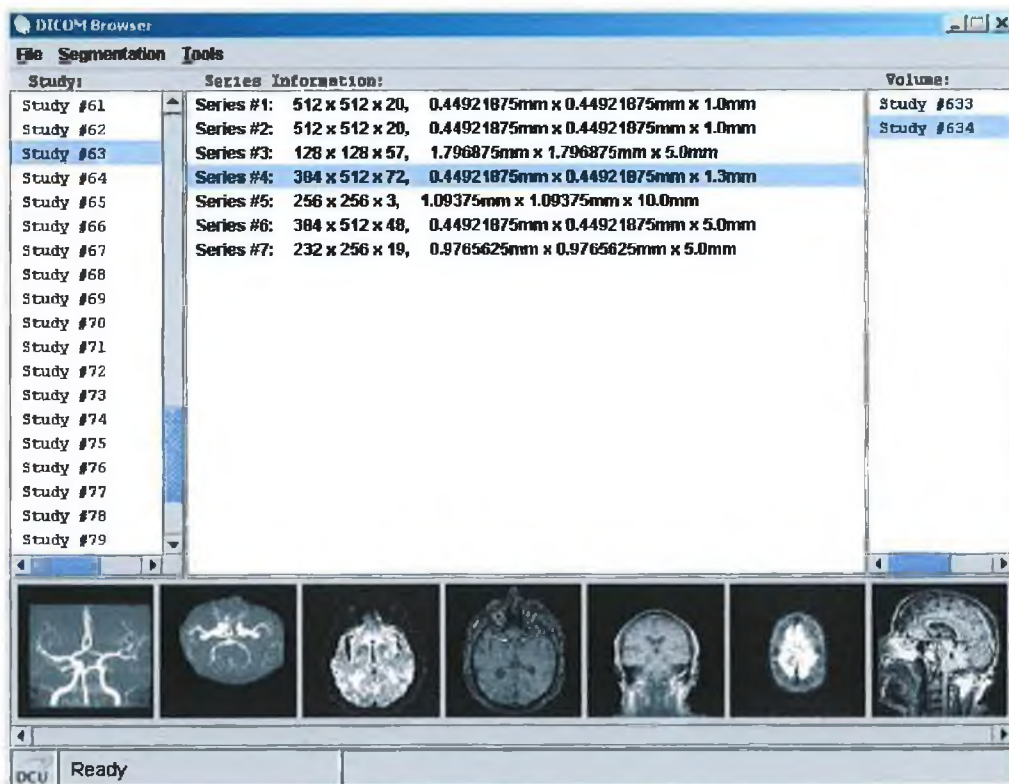 DICOM Browser
File Segmentation Tools
Study:
Study #61
Study #62
Study #63
Study #64
Study #65
Study #66
Study #67
Study #68
Study #69
Study #70
Study #71
Study #72
Study #73
Study #74
Study #75
Study #76
Study #77
Study #78
Study #79
Series Information:
Series #1: 512 x 512 x 20, 0.44921875mm x 0.44921875mm x 1.0mm
Series #2: 512 x 512 x 20, 0.44921875mm x 0.44921875mm x 1.0mm
Series #3: 128 x 128 x 57, 1.796875mm x 1.796875mm x 5.0mm
Series #4: 384 x 512 x 72, 0.44921875mm x 0.44921875mm x 1.3mm
Series #5: 256 x 256 x 3, 1.09375mm x 1.09375mm x 10.0mm
Series #6: 384 x 512 x 48, 0.44921875mm x 0.44921875mm x 5.0mm
Series #7: 232 x 256 x 19, 0.9765625mm x 0.9765625mm x 5.0mm
Volume:
Study #633
Study #634
DCU
Ready